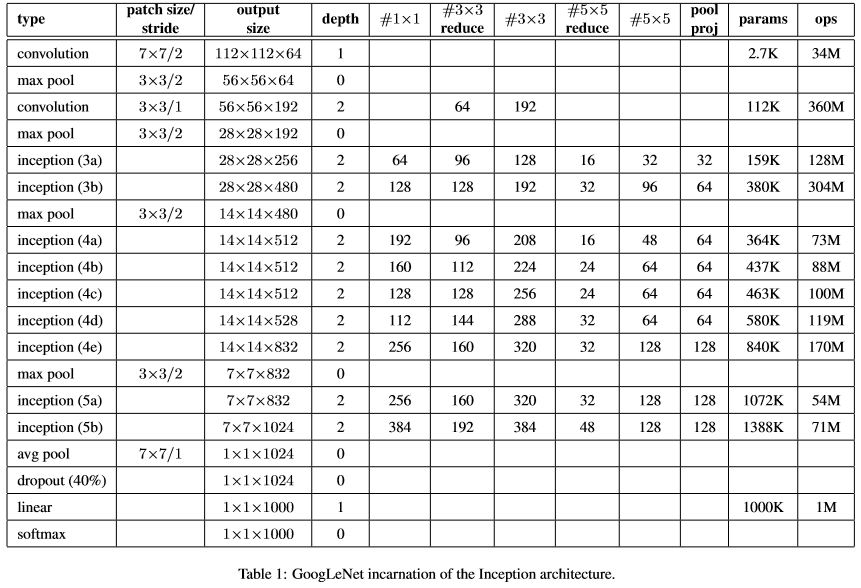 type patch size/ stride output size depth #1×1 #3×3 reduce #3×3 #5×5 reduce #5×5 pool proj params ops
convolution 7×7/2 112×112×64 1 2.7K 34M
max pool 3×3/2 56×56×64 0
convolution 3×3/1 56×56×192 2 64 192 112K 360M
max pool 3×3/2 28×28×192 0
inception (3a) 28×28×256 2 64 96 128 16 32 32 159K 128M
inception (3b) 28×28×480 2 128 128 192 32 96 64 380K 304M
max pool 3×3/2 14×14×480 0
inception (4a) 14×14×512 2 192 96 208 16 48 64 364K 73M
inception (4b) 14×14×512 2 160 112 224 24 64 64 437K 88M
inception (4c) 14×14×512 2 128 128 256 24 64 64 463K 100M
inception (4d) 14×14×528 2 112 144 288 32 64 64 580K 119M
inception (4e) 14×14×832 2 256 160 320 32 128 128 840K 170M
max pool 3×3/2 7×7×832 0
inception (5a) 7×7×832 2 256 160 320 32 128 128 1072K 54M
inception (5b) 7×7×1024 2 384 192 384 48 128 128 1388K 71M
avg pool 7×7/1 1×1×1024 0
dropout (40%) 1×1×1024 0
linear 1×1×1000 1 1000K 1M
softmax 1×1×1000 0
Table 1: GoogLeNet incarnation of the Inception architecture.